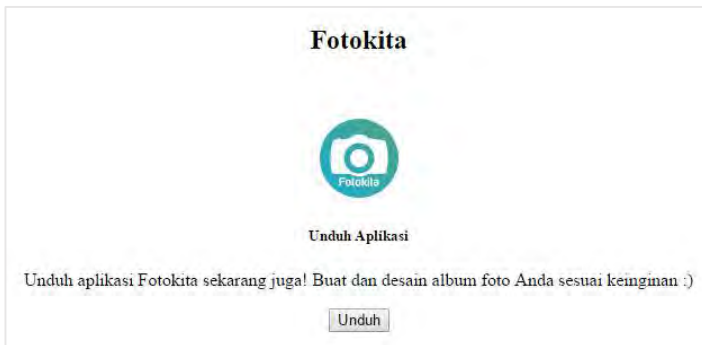 Fotokita
Fotokita
Unduh Aplikasi
Unduh aplikasi Fotokita sekarang juga! Buat dan desain album foto Anda sesuai keinginan :)
Unduh